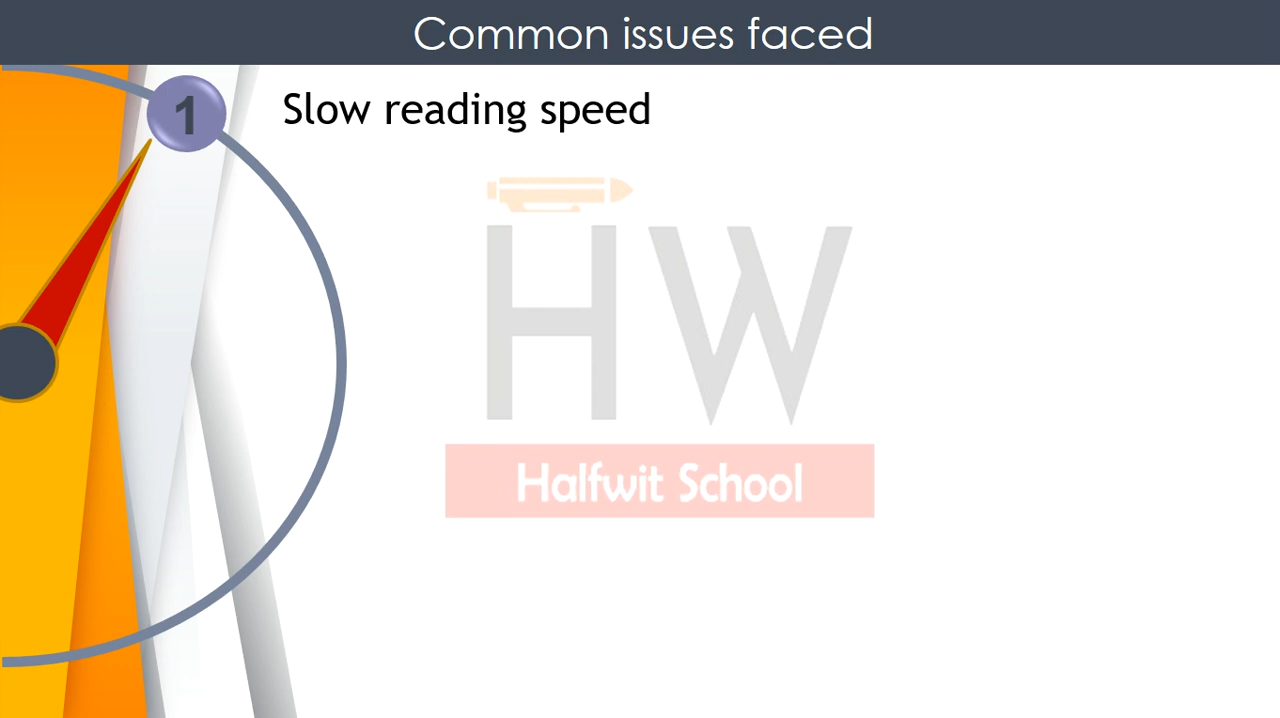 Common issues faced
1
Slow reading speed
HW
Halfwit School